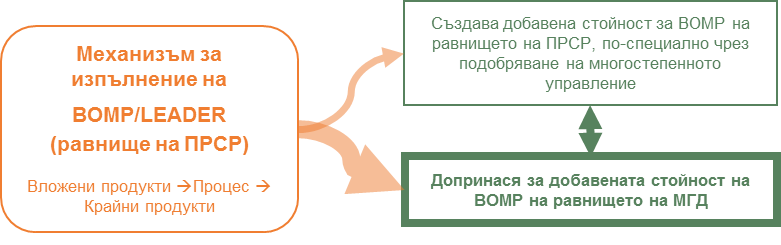 Механизъм за
изпълнение на
ВОМР/LEADER
(равнище на ПРСР)
Вложени продукти →Процес →
Крайни продукти
Създава добавена стойност за ВОМР на
равнището на ПРСР, по-специално чрез
подобряване на многостепенното
управление
Допринася за добавената стойност на
ВОМР на равнището на МГД